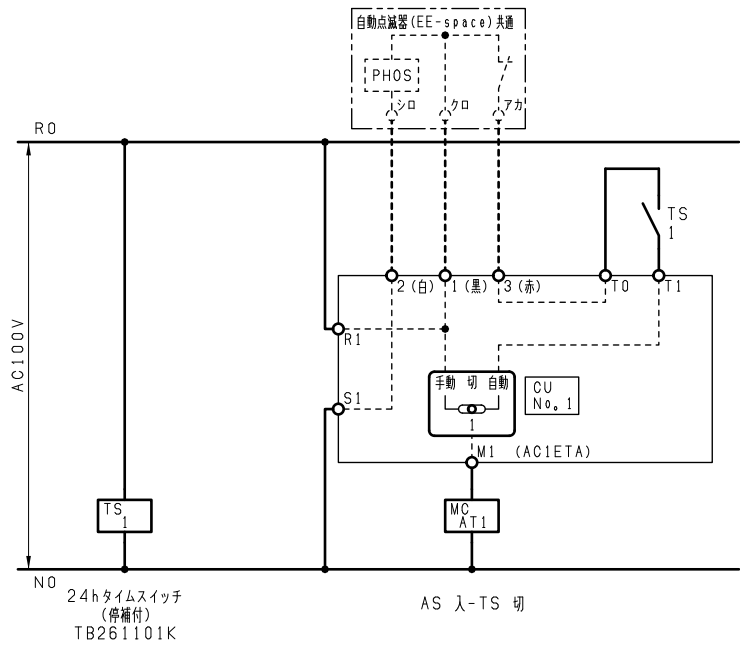 自動点滅器(EE-space)共通
PHOS
シロ
クロ
アカ
R0
TS
1
2(白)
1(黒)
3(赤)
T0
T1
AC100V
R1
手動 切 自動
CU
No。1
S1
1
M1 (AC1ETA)
TS
1
MC
AT1
N0
24hタイムスイッチ
(停補付)
TB261101K
AS 入-TS 切